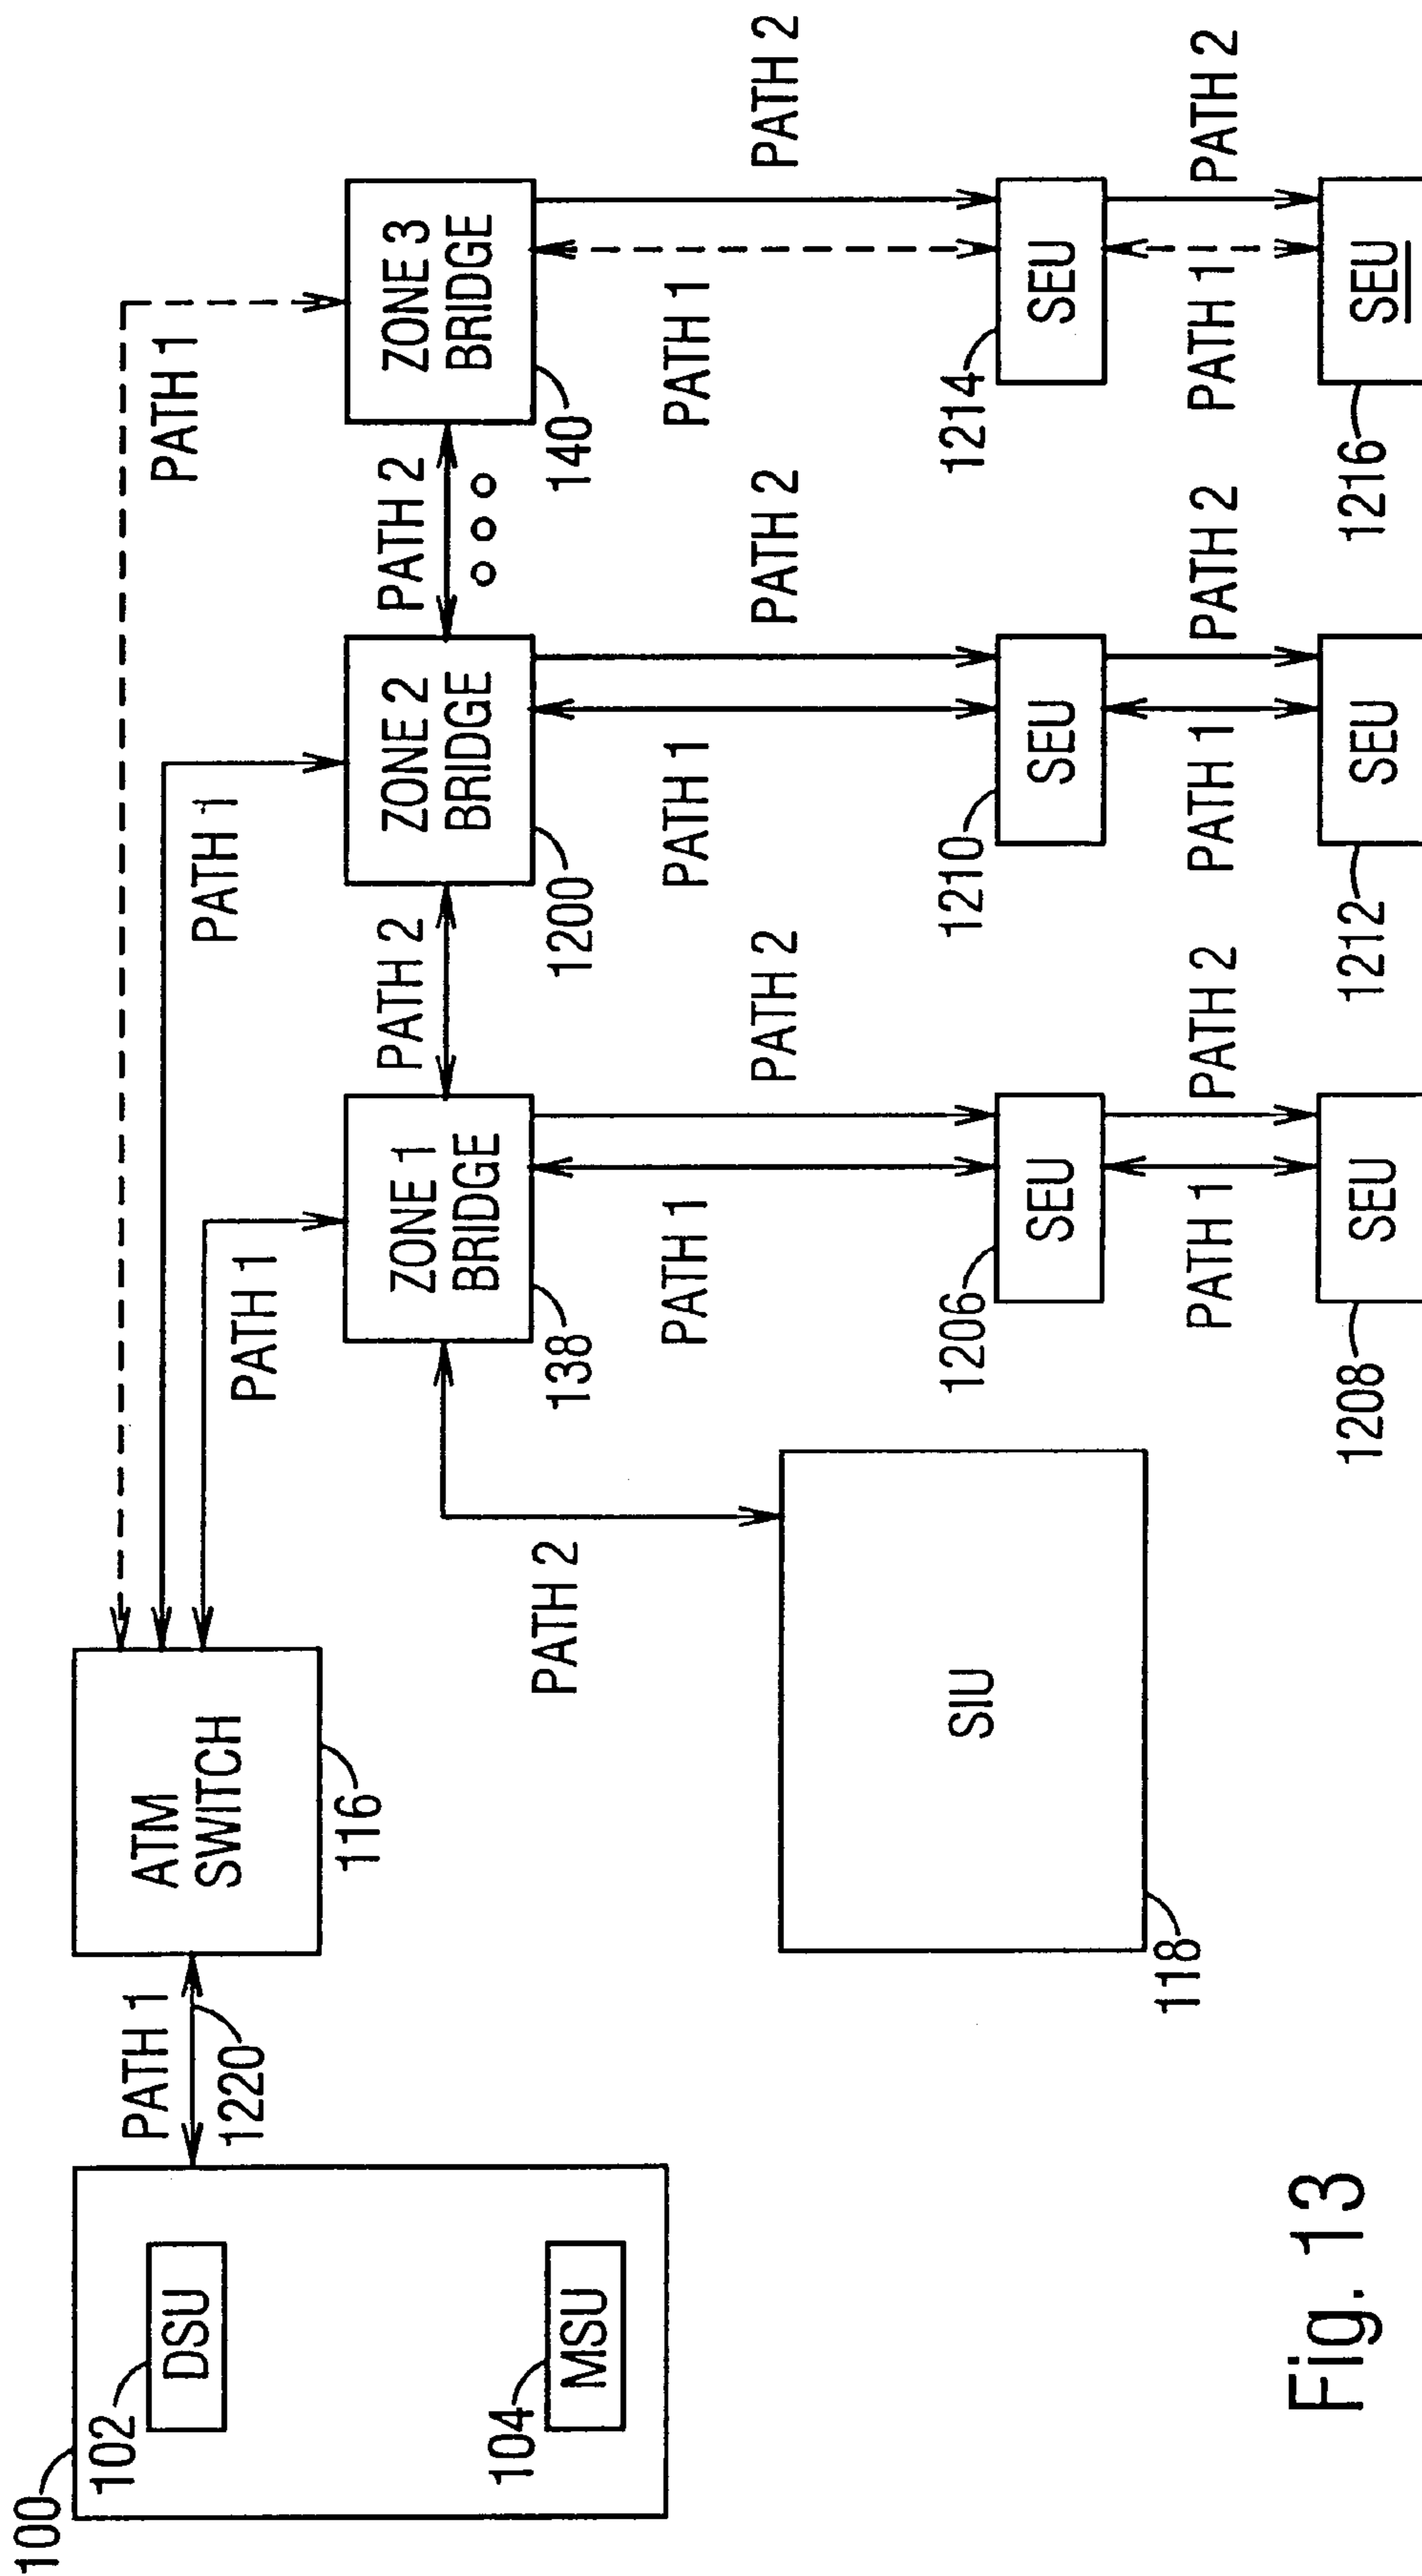 100
102
DSU
104
MSU
PATH 1
1220
ATM
SWITCH
116
PATH 1
PATH 1
PATH 1
PATH 2
SIU
118
ZONE 1
BRIDGE
138
PATH 2
ZONE 2
BRIDGE
1200
PATH 2
ZONE 3
BRIDGE
140
PATH 1
PATH 2
PATH 1
PATH 2
PATH 1
PATH 2
1206
SEU
1210
SEU
1214
SEU
PATH 1
PATH 2
PATH 1
PATH 2
PATH 1
PATH 2
1208
SEU
1212
SEU
1216
SEU
Fig. 13